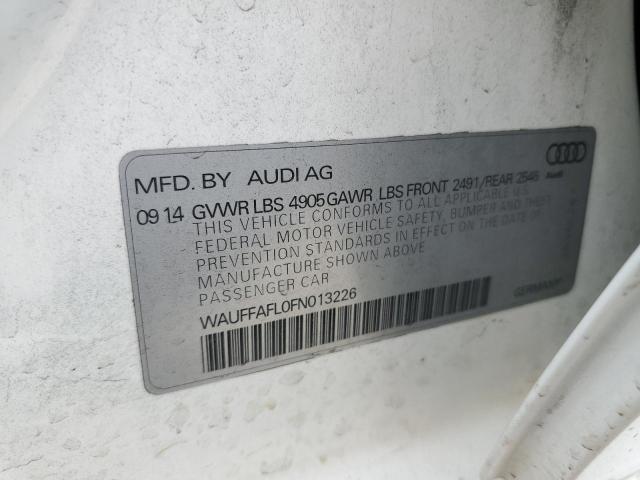 MFD. BY AUDI AG
09 14 GVWR LBS 4905 GAWR LBS FRONT 2491/REAR 2546
THIS VEHICLE CONFORMS TO ALL APPLICABLE U.S.
FEDERAL MOTOR VEHICLE SAFETY, BUMPER AND THEFT
PREVENTION STANDARDS IN EFFECT ON THE DATE OF
MANUFACTURE SHOWN ABOVE
PASSENGER CAR
WAUFFAFL0FN013226
GERMANY
Audi